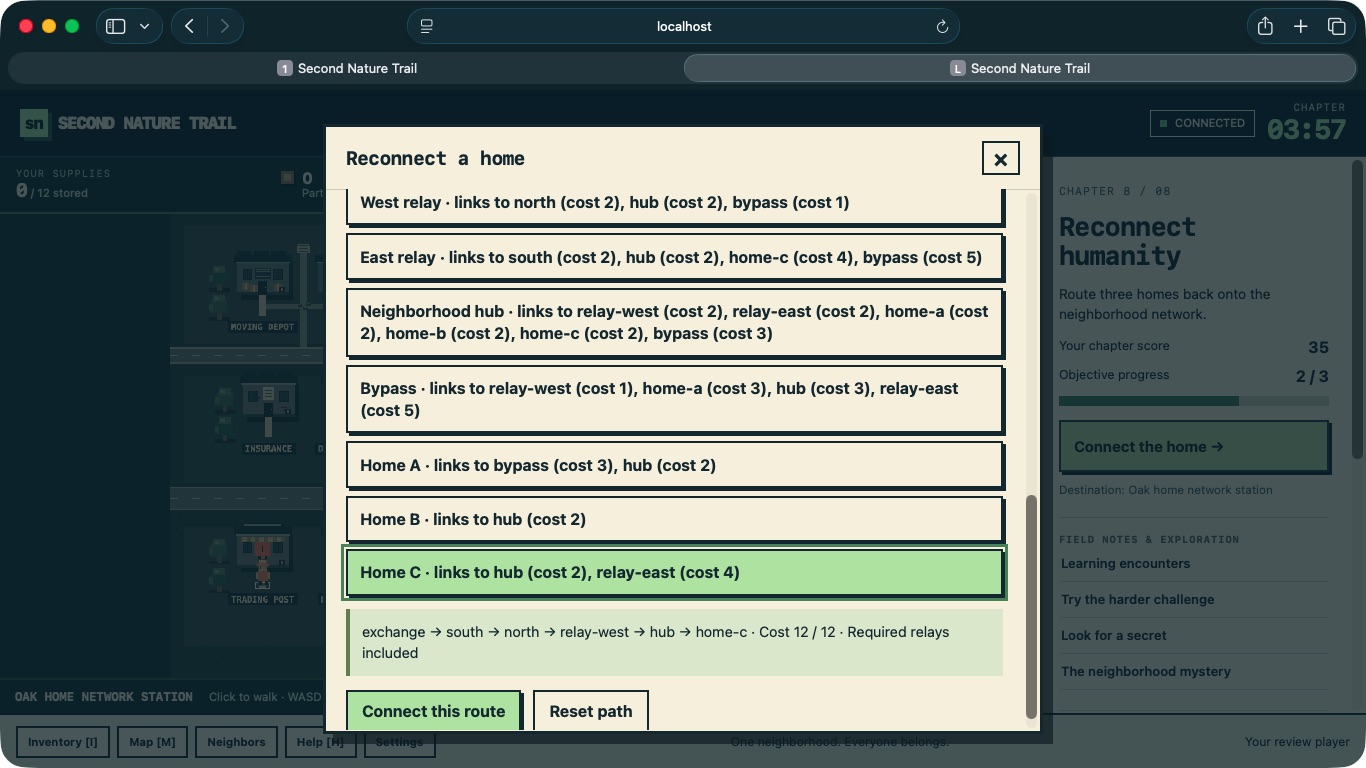 localhost
1 Second Nature Trail
L Second Nature Trail
sn SECOND NATURE TRAIL
CONNECTED
CHAPTER
03:57
YOUR SUPPLIES
0 / 12 stored
0
Part
Reconnect a home
×
West relay · links to north (cost 2), hub (cost 2), bypass (cost 1)
East relay · links to south (cost 2), hub (cost 2), home-c (cost 4), bypass (cost 5)
Neighborhood hub · links to relay-west (cost 2), relay-east (cost 2), home-a (cost
2), home-b (cost 2), home-c (cost 2), bypass (cost 3)
Bypass · links to relay-west (cost 1), home-a (cost 3), hub (cost 3), relay-east
(cost 5)
Home A · links to bypass (cost 3), hub (cost 2)
Home B · links to hub (cost 2)
Home C · links to hub (cost 2), relay-east (cost 4)
exchange → south → north → relay-west → hub → home-c · Cost 12 / 12 · Required relays
included
Connect this route
Reset path
MOVING DEPOT
INSURANCE
TRADING POST
CHAPTER 8 / 08
Reconnect
humanity
Route three homes back onto the
neighborhood network.
Your chapter score 35
Objective progress 2 / 3
Connect the home →
Destination: Oak home network station
FIELD NOTES & EXPLORATION
Learning encounters
Try the harder challenge
Look for a secret
The neighborhood mystery
OAK HOME NETWORK STATION Click to walk · WASD
Inventory [I]
Map [M]
Neighbors
Help [H]
Settings
One neighborhood. Everyone belongs.
Your review player